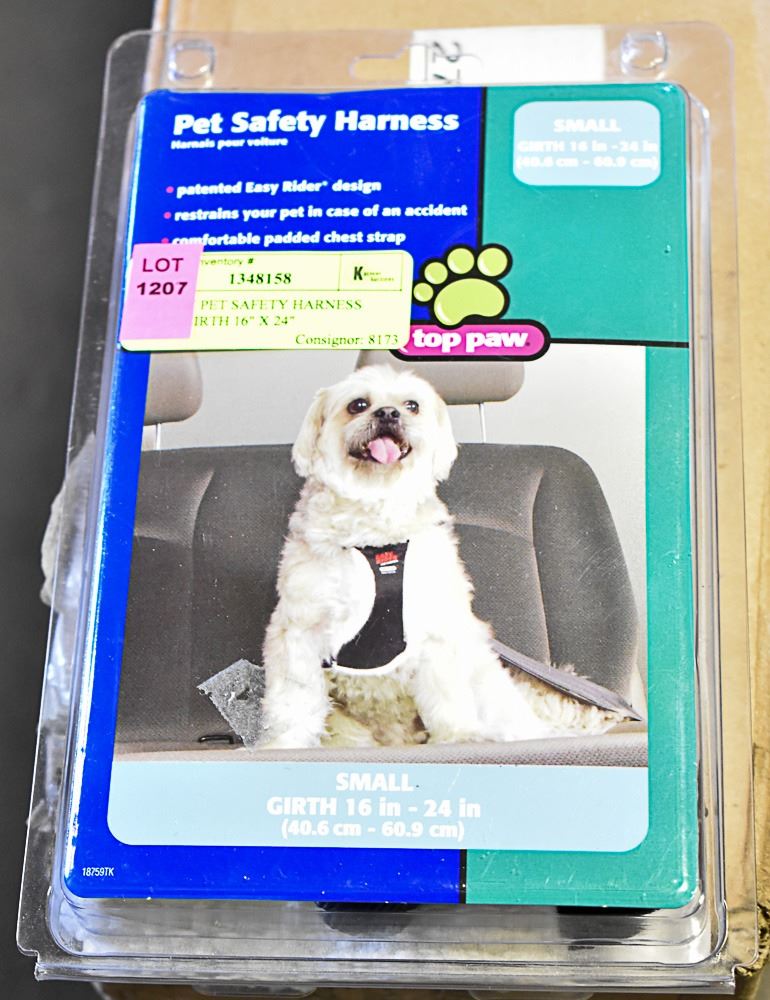 Pet Safety Harness
Harnais pour voiture
• patented Easy Rider® design
• restrains your pet in case of an accident
• comfortable padded chest strap
SMALL
GIRTH 16 in - 24 in
(40.6 cm - 60.9 cm)
LOT
1207
nventory #
1348158
PET SAFETY HARNESS
IRTH 16" X 24"
Consignor: 8173
top paw
SMALL
GIRTH 16 in - 24 in
(40.6 cm - 60.9 cm)
18759TK